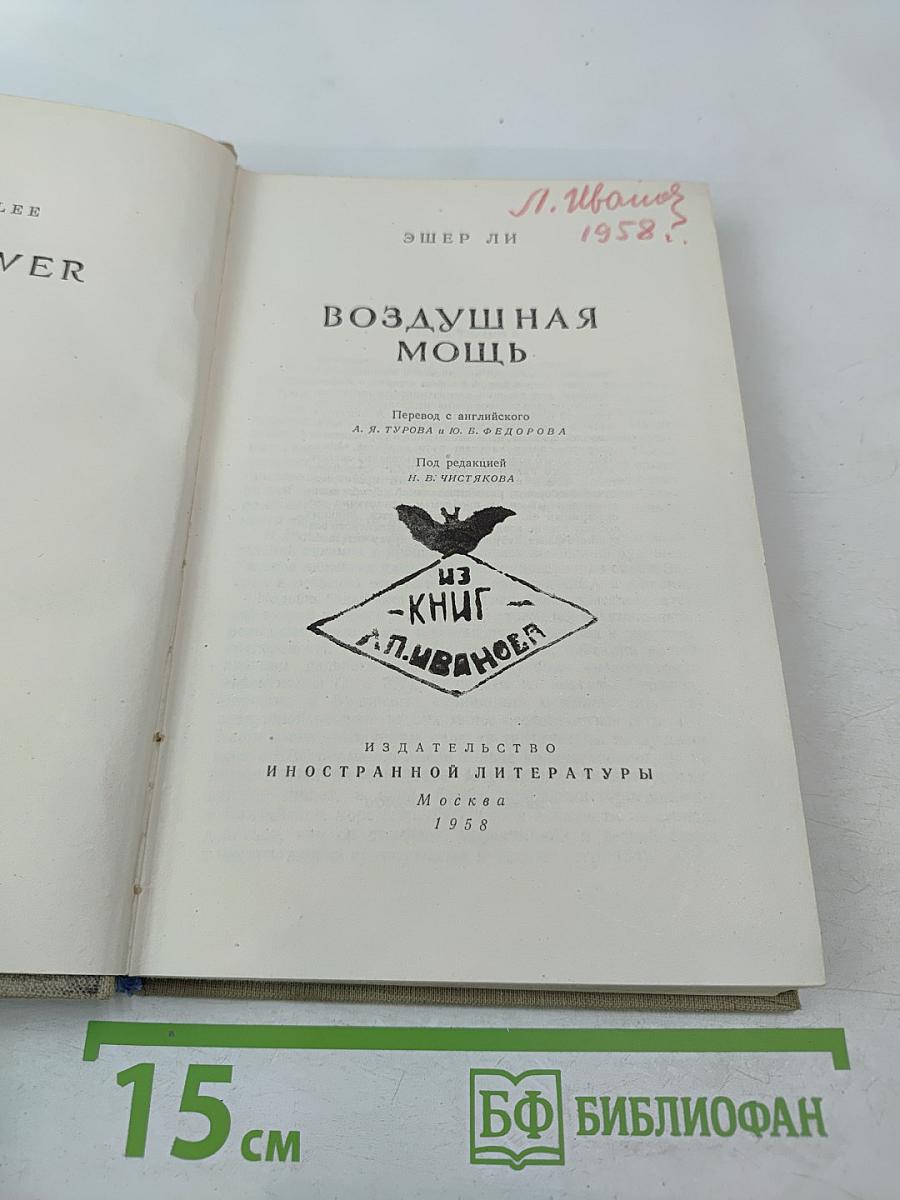 LEE
WER
Л. Иванов
1958 г.
ЭШЕР ЛИ
ВОЗДУШНАЯ
МОЩЬ
Перевод с английского
А. Я. ТУРОВА и Ю. Б. ФЕДОРОВА
Под редакцией
Н. В. ЧИСТЯКОВА
ИЗ
-КНИГ-
Л.П.ИВАНОВА
ИЗДАТЕЛЬСТВО
ИНОСТРАННОЙ ЛИТЕРАТУРЫ
Москва
1958
15 см
БФ БИБЛИОФАН